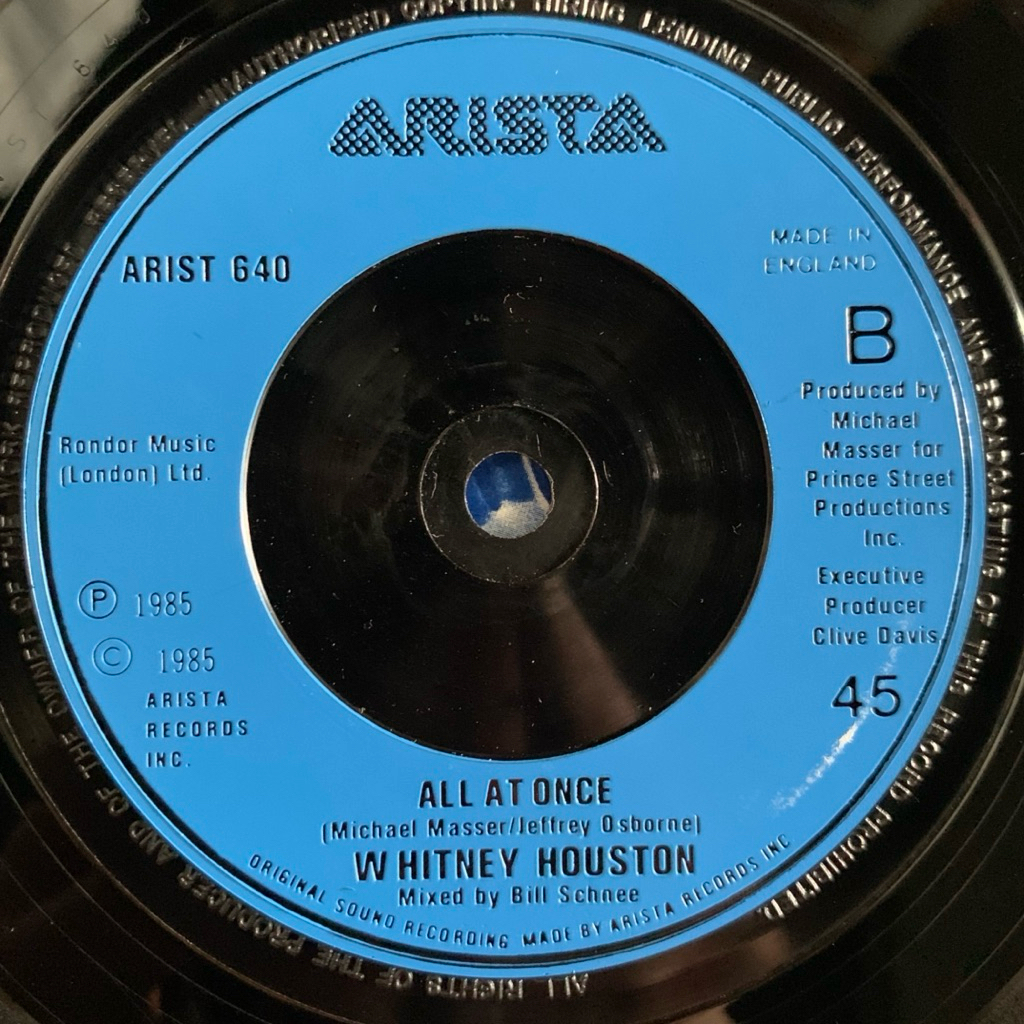 ARISTA
ARIST 640
MADE IN
ENGLAND
B
Produced by
Michael
Masser for
Prince Street
Productions
Inc.
Executive
Producer
Clive Davis
45
Rondor Music
(London) Ltd.
Ⓟ 1985
© 1985
ARISTA
RECORDS
INC.
ALL AT ONCE
(Michael Masser/Jeffrey Osborne)
WHITNEY HOUSTON
Mixed by Bill Schnee
ORIGINAL SOUND RECORDING MADE BY ARISTA RECORDS INC
ALL RIGHTS OF THE PRODUCER AND OF THE OWNER OF THE WORK REPRODUCED RESERVED. UNAUTHORISED COPYING HIRING LENDING PUBLIC PERFORMANCE AND BROADCASTING OF THIS RECORD PROHIBITED.